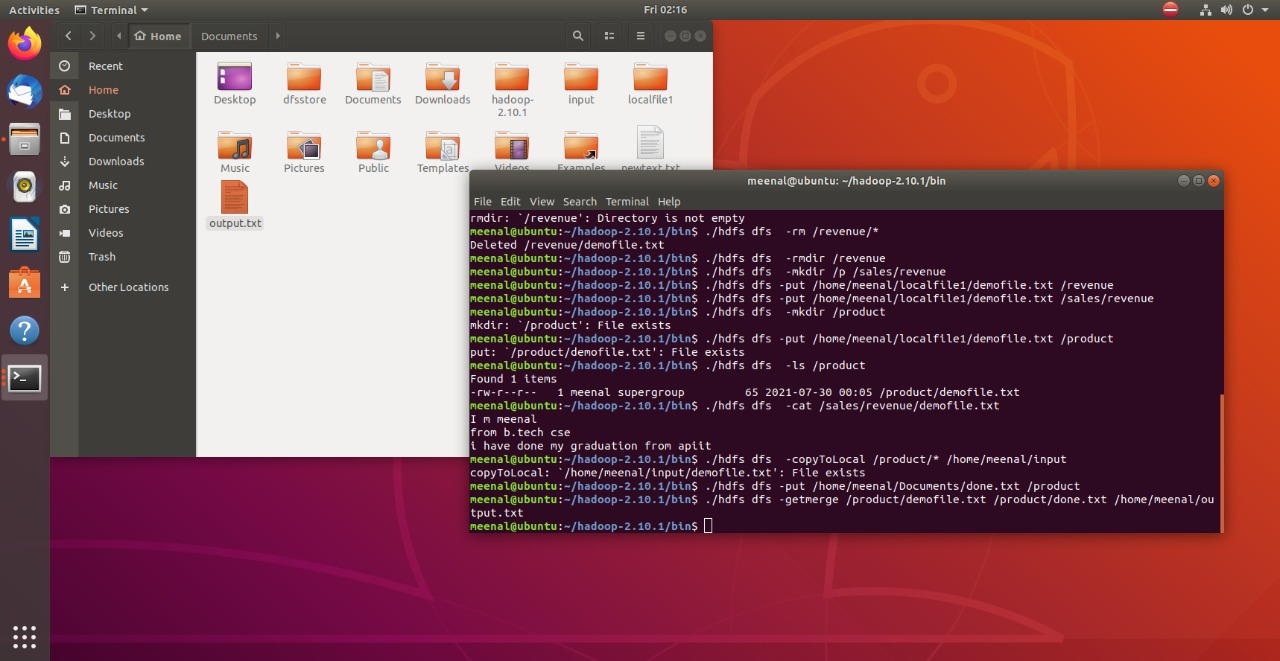 Activities Terminal Fri 02:16
Home Documents
Recent
Home
Desktop
Documents
Downloads
Music
Pictures
Videos
Trash
Other Locations
Desktop dfsstore Documents Downloads hadoop-2.10.1 input localfile1
Music Pictures Public Templates Videos Examples newtext.txt
output.txt
meenal@ubuntu: ~/hadoop-2.10.1/bin
File Edit View Search Terminal Help
rmdir: `/revenue': Directory is not empty
meenal@ubuntu:~/hadoop-2.10.1/bin$ ./hdfs dfs  -rm /revenue/*
Deleted /revenue/demofile.txt
meenal@ubuntu:~/hadoop-2.10.1/bin$ ./hdfs dfs  -rmdir /revenue
meenal@ubuntu:~/hadoop-2.10.1/bin$ ./hdfs dfs  -mkdir /p /sales/revenue
meenal@ubuntu:~/hadoop-2.10.1/bin$ ./hdfs dfs -put /home/meenal/localfile1/demofile.txt /revenue
meenal@ubuntu:~/hadoop-2.10.1/bin$ ./hdfs dfs -put /home/meenal/localfile1/demofile.txt /sales/revenue
meenal@ubuntu:~/hadoop-2.10.1/bin$ ./hdfs dfs  -mkdir /product
mkdir: `/product': File exists
meenal@ubuntu:~/hadoop-2.10.1/bin$ ./hdfs dfs -put /home/meenal/localfile1/demofile.txt /product
put: `/product/demofile.txt': File exists
meenal@ubuntu:~/hadoop-2.10.1/bin$ ./hdfs dfs  -ls /product
Found 1 items
-rw-r--r--   1 meenal supergroup         65 2021-07-30 00:05 /product/demofile.txt
meenal@ubuntu:~/hadoop-2.10.1/bin$ ./hdfs dfs  -cat /sales/revenue/demofile.txt
I m meenal
from b.tech cse
i have done my graduation from apiit
meenal@ubuntu:~/hadoop-2.10.1/bin$ ./hdfs dfs  -copyToLocal /product/* /home/meenal/input
copyToLocal: `/home/meenal/input/demofile.txt': File exists
meenal@ubuntu:~/hadoop-2.10.1/bin$ ./hdfs dfs -put /home/meenal/Documents/done.txt /product
meenal@ubuntu:~/hadoop-2.10.1/bin$ ./hdfs dfs -getmerge /product/demofile.txt /product/done.txt /home/meenal/ou
tput.txt
meenal@ubuntu:~/hadoop-2.10.1/bin$